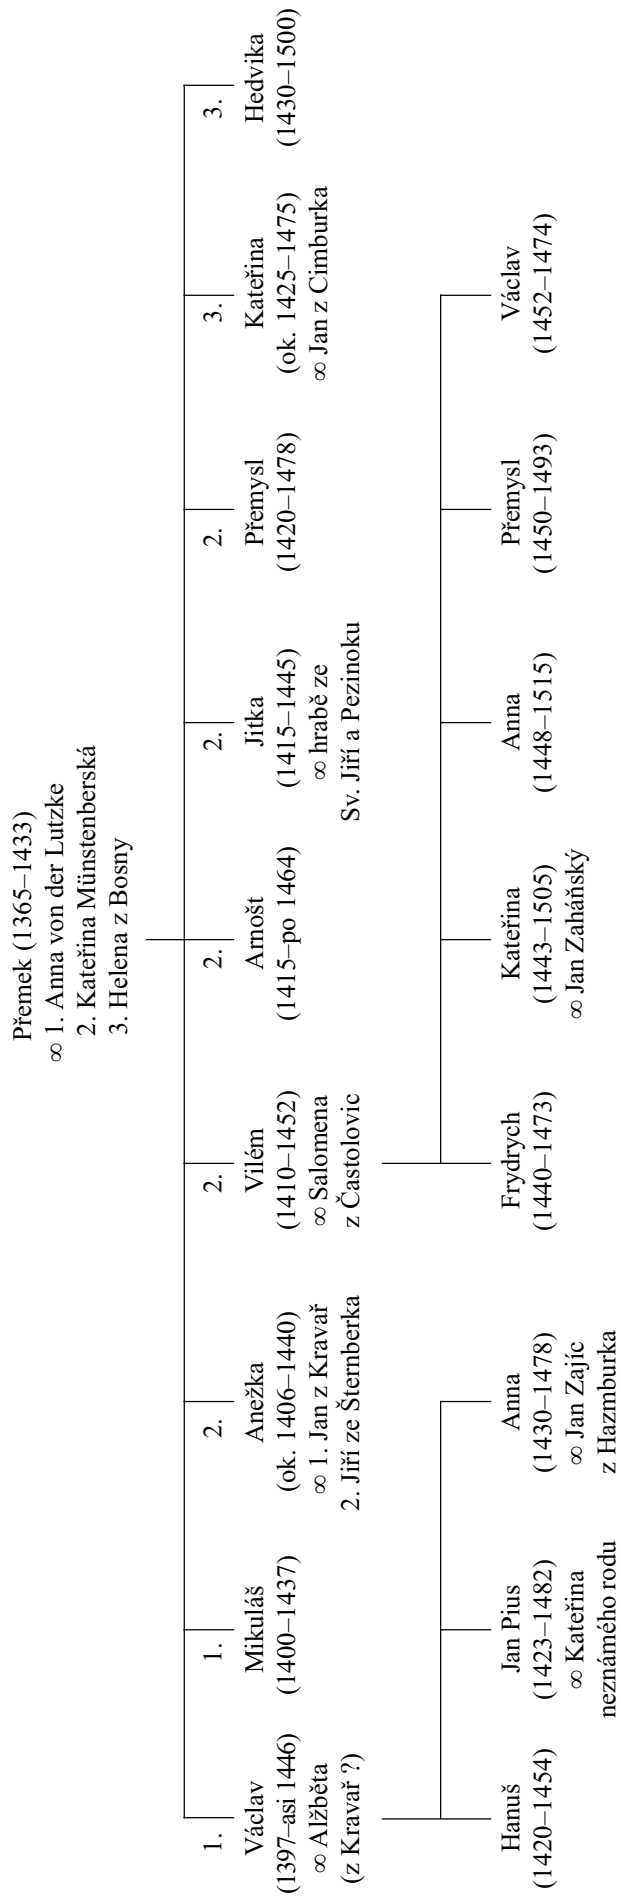 Přemek (1365–1433)
∞ 1. Anna von der Lutzke
2. Kateřina Münstenberská
3. Helena z Bosny
1.
Václav
(1397–asi 1446)
∞ Alžběta
(z Kravař ?)
1.
Mikuláš
(1400–1437)
2.
Anežka
(ok. 1406–1440)
∞ 1. Jan z Kravař
2. Jiří ze Šternberka
2.
Vilém
(1410–1452)
∞ Salomena
z Častolovic
2.
Arnošt
(1415–po 1464)
2.
Jitka
(1415–1445)
∞ hrabě ze
Sv. Jiří a Pezinoku
2.
Přemysl
(1420–1478)
3.
Kateřina
(ok. 1425–1475)
∞ Jan z Cimburka
3.
Hedvika
(1430–1500)
Hanuš
(1420–1454)
Jan Pius
(1423–1482)
∞ Kateřina
neznámého rodu
Anna
(1430–1478)
∞ Jan Zajíc
z Hazmburka
Frydrych
(1440–1473)
Kateřina
(1443–1505)
∞ Jan Zaháňský
Anna
(1448–1515)
Přemysl
(1450–1493)
Václav
(1452–1474)